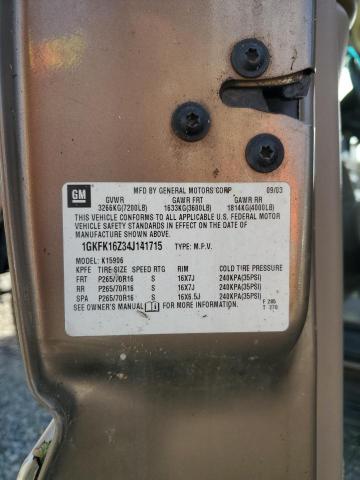 GM
MFD BY GENERAL MOTORS CORP 09/03
GVWR GAWR FRT GAWR RR
3266KG(7200LB) 1633KG(3600LB) 1814KG(4000LB)
THIS VEHICLE CONFORMS TO ALL APPLICABLE U.S. FEDERAL MOTOR
VEHICLE SAFETY STANDARDS IN EFFECT ON THE DATE OF
MANUFACTURE SHOWN ABOVE.
1GKFK16Z34J141715 TYPE: M.P.V.
MODEL: K15906
KPFE TIRE SIZE SPEED RTG RIM COLD TIRE PRESSURE
FRT P265/70R16 S 16X7J 240KPA(35PSI)
RR P265/70R16 S 16X7J 240KPA(35PSI)
SPA P265/70R16 S 16X6.5J 240KPA(35PSI)
SEE OWNER'S MANUAL FOR MORE INFORMATION. F 285
T 270